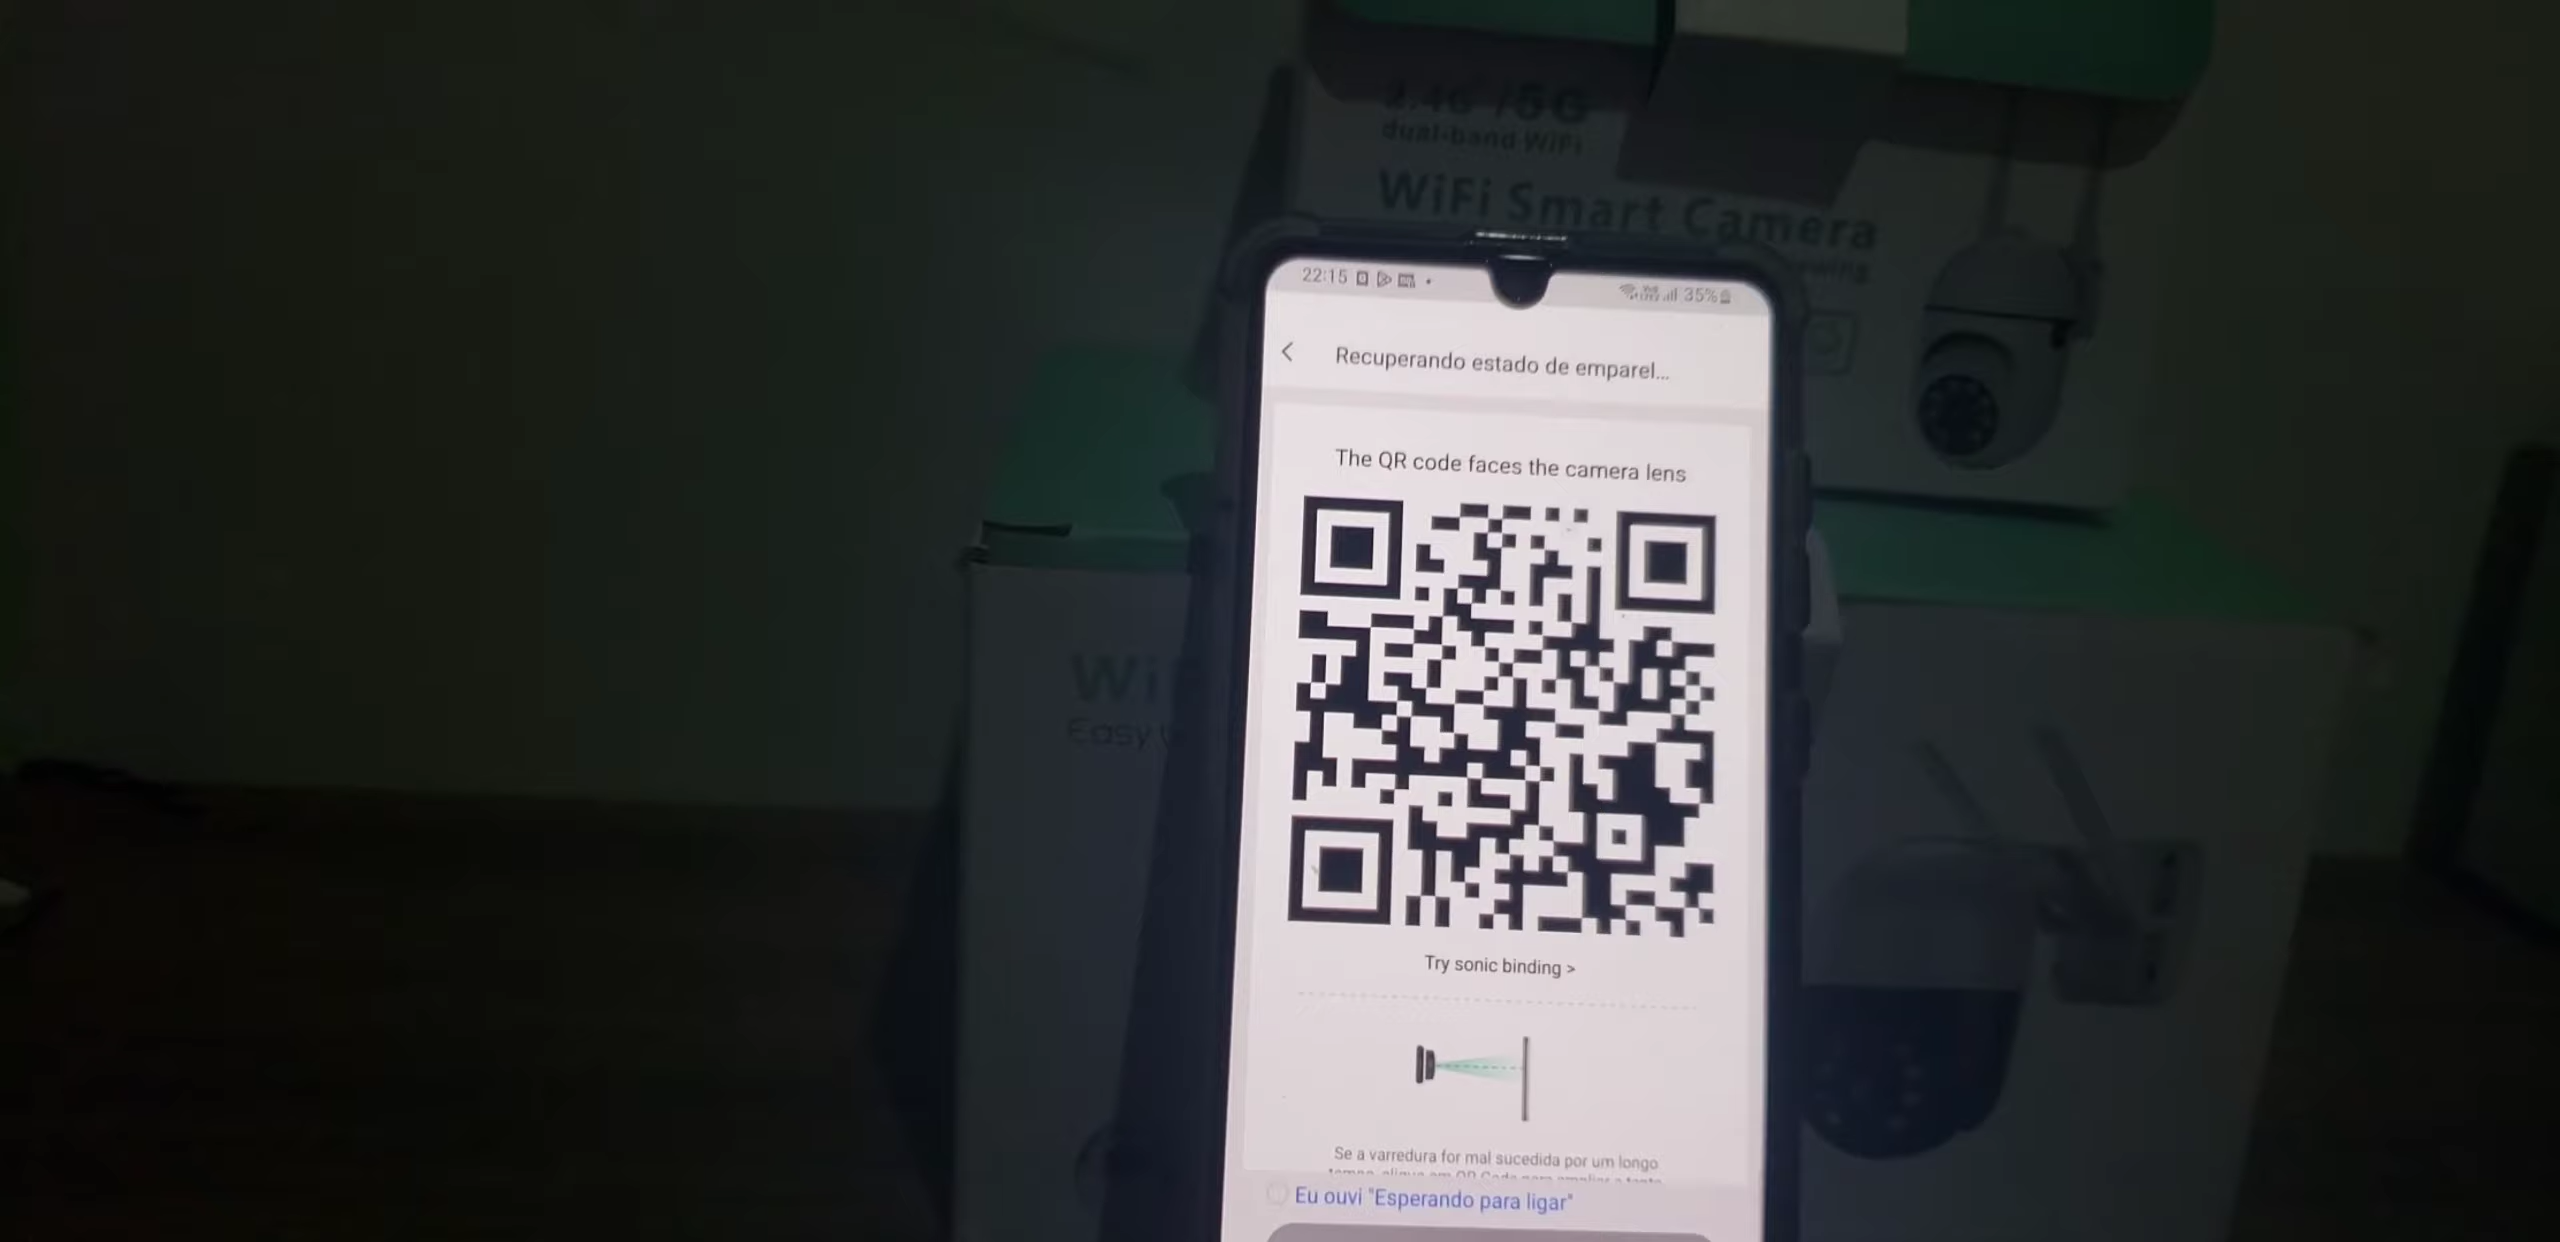 2.4G /5G
dual-band WiFi
WiFi Smart Camera
22:15
35%
Recuperando estado de emparel...
The QR code faces the camera lens
Try sonic binding >
Se a varredura for mal sucedida por um longo
Eu ouvi "Esperando para ligar"
Wi
Easy